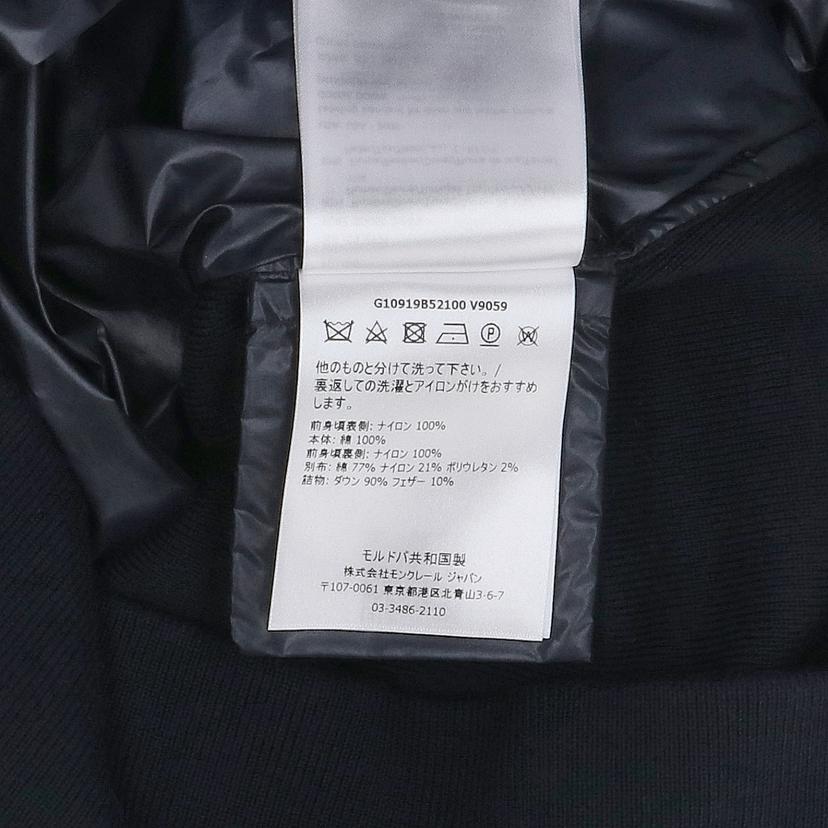 G10919B52100 V9059
P
W
他のものと分けて洗って下さい。/
裏返しての洗濯とアイロンがけをおすすめ
します。
前身頃表側: ナイロン 100%
本体: 綿 100%
前身頃裏側: ナイロン 100%
別布: 綿 77% ナイロン 21% ポリウレタン 2%
詰物: ダウン 90% フェザー 10%
モルドバ共和国製
株式会社モンクレール ジャパン
〒107-0061 東京都港区北青山3-6-7
03-3486-2110